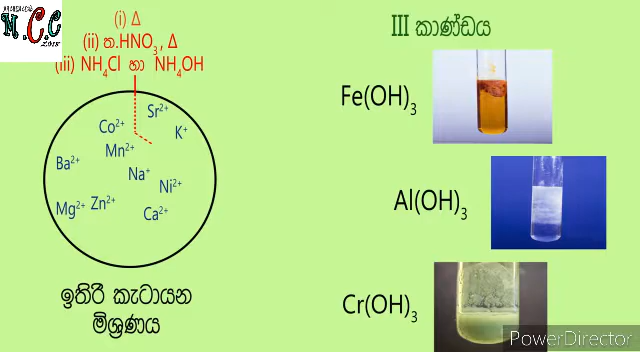 M.C.C
(i) Δ
(ii) ත.HNO₃, Δ
(iii) NH₄Cl හා NH₄OH
Sr²⁺
Co²⁺
K⁺
Mn²⁺
Ba²⁺
Na⁺
Ni²⁺
Mg²⁺ Zn²⁺
Ca²⁺
ඉතිරි කැටායන
මිශ්‍රණය
III කාණ්ඩය
Fe(OH)₃
Al(OH)₃
Cr(OH)₃
PowerDirector